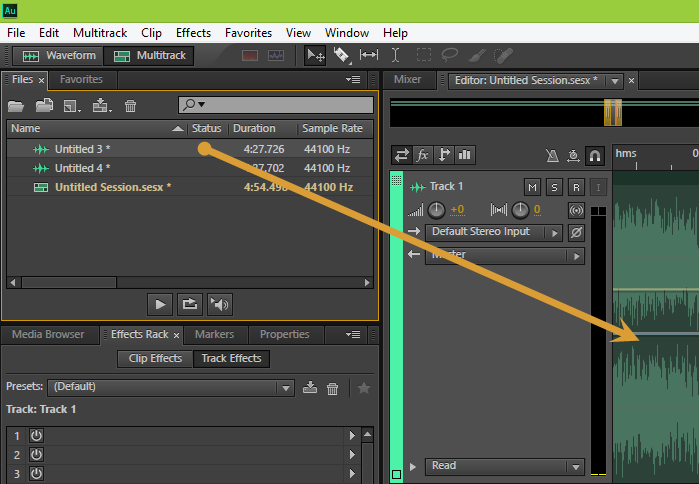 Au
File Edit Multitrack Clip Effects Favorites View Window Help
Waveform Multitrack
Files × Favorites
Name Status Duration Sample Rate
Untitled 3 * 4:27.726 44100 Hz
Untitled 4 * :27.702 44100 Hz
Untitled Session.sesx * 4:54.496 44100 Hz
Media Browser Effects Rack × Markers Properties
Clip Effects Track Effects
Presets: (Default)
Track: Track 1
1
2
3
Mixer Editor: Untitled Session.sesx * ×
fx hms 0
Track 1 M S R I
+0 0
Default Stereo Input
Master
Read